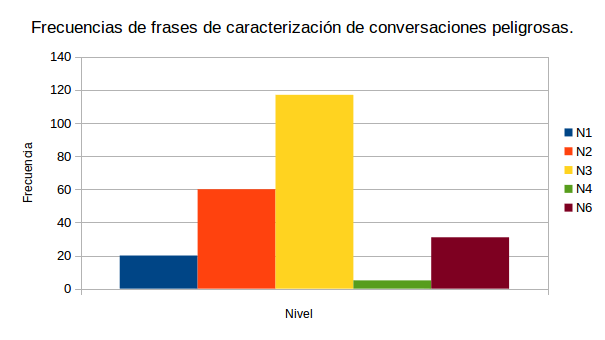 Frecuencias de frases de caracterización de conversaciones peligrosas.
140
120
100
80
60
40
20
0
Frecuencia
Nivel
N1
N2
N3
N4
N6